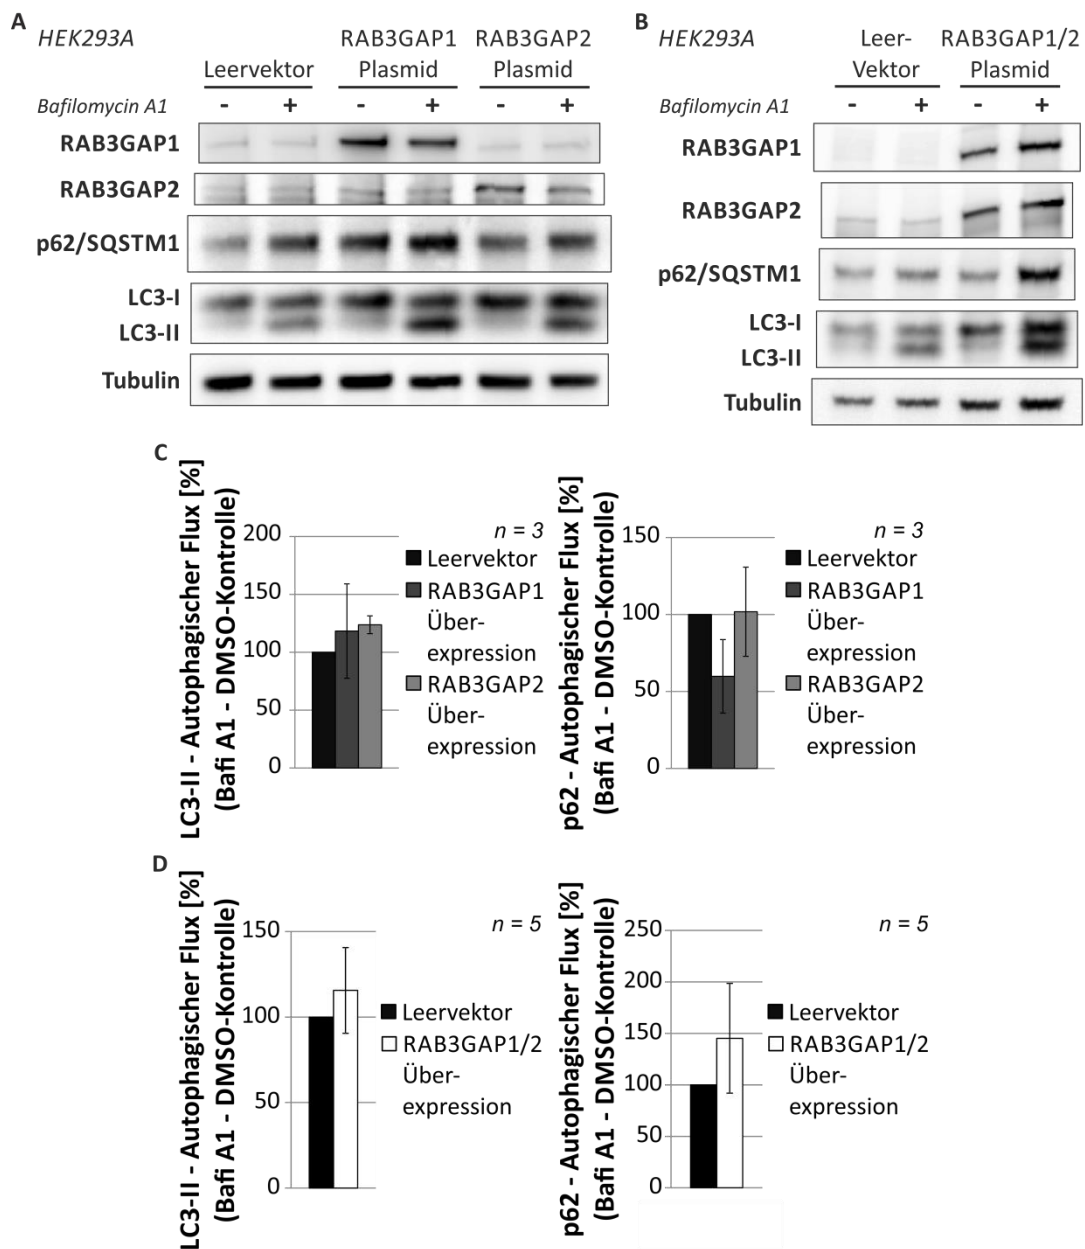 A
HEK293A
Leervektor
RAB3GAP1
Plasmid
RAB3GAP2
Plasmid
Bafilomycin A1 - + - + - +
RAB3GAP1
RAB3GAP2
p62/SQSTM1
LC3-I
LC3-II
Tubulin
B
HEK293A
Leer-
Vektor
RAB3GAP1/2
Plasmid
Bafilomycin A1 - + - +
RAB3GAP1
RAB3GAP2
p62/SQSTM1
LC3-I
LC3-II
Tubulin
C
LC3-II - Autophagischer Flux [%]
(Bafi A1 - DMSO-Kontrolle)
200
150
100
50
0
n = 3
Leervektor
RAB3GAP1
Über-
expression
RAB3GAP2
Über-
expression
p62 - Autophagischer Flux [%]
(Bafi A1 - DMSO-Kontrolle)
150
100
50
0
n = 3
Leervektor
RAB3GAP1
Über-
expression
RAB3GAP2
Über-
expression
D
LC3-II - Autophagischer Flux [%]
(Bafi A1 - DMSO-Kontrolle)
150
100
50
0
n = 5
Leervektor
RAB3GAP1/2
Über-
expression
p62 - Autophagischer Flux [%]
(Bafi A1 - DMSO-Kontrolle)
250
200
150
100
50
0
n = 5
Leervektor
RAB3GAP1/2
Über-
expression